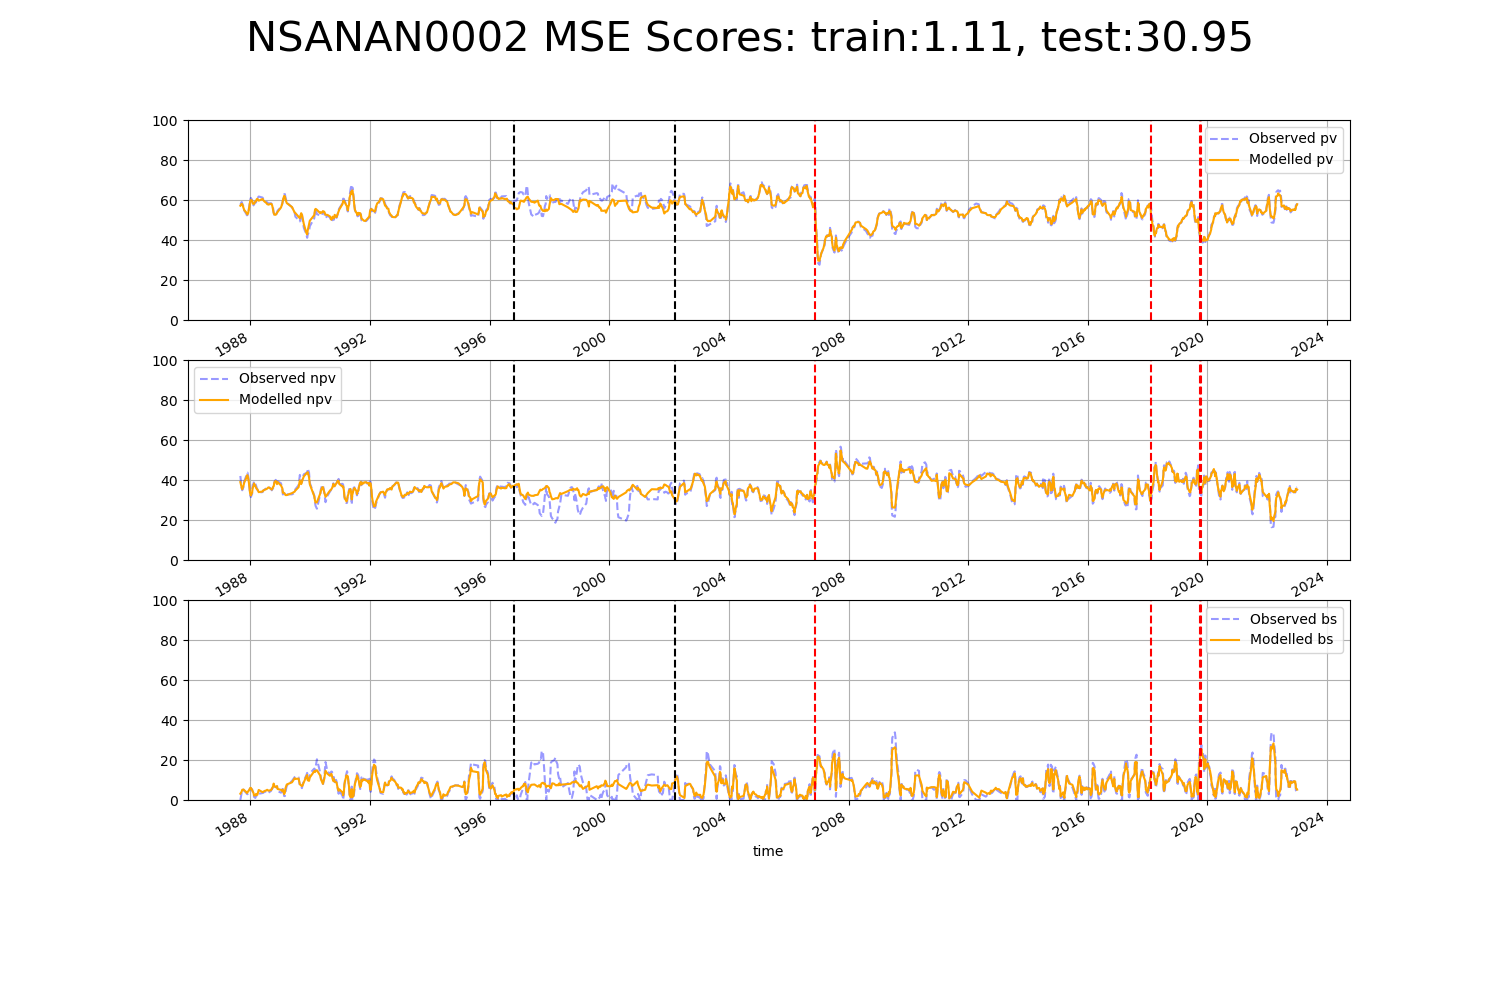 NSANAN0002 MSE Scores: train:1.11, test:30.95
100
80
60
40
20
0
Observed pv
Modelled pv
1988 1992 1996 2000 2004 2008 2012 2016 2020 2024
100
80
60
40
20
0
Observed npv
Modelled npv
1988 1992 1996 2000 2004 2008 2012 2016 2020 2024
100
80
60
40
20
0
Observed bs
Modelled bs
1988 1992 1996 2000 2004 2008 2012 2016 2020 2024
time